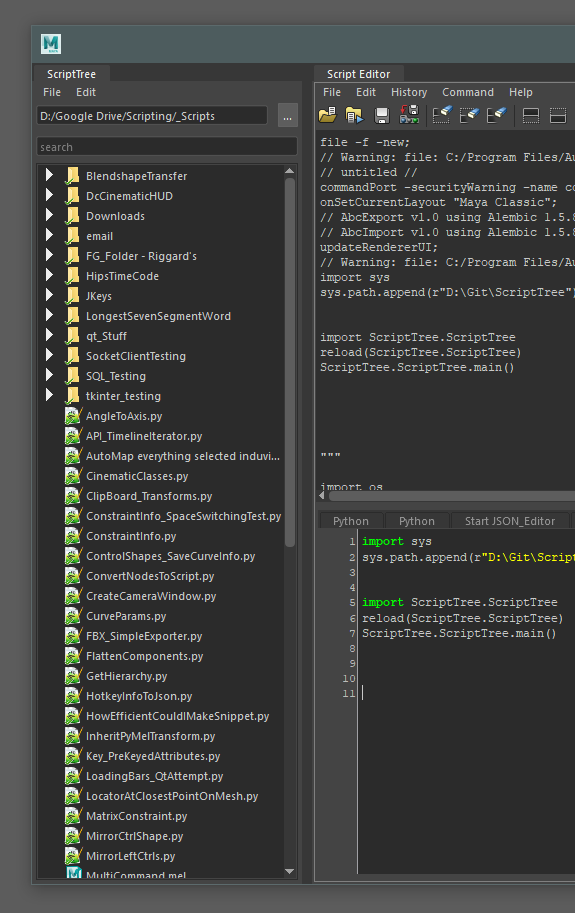 ScriptTree
File Edit
D:/Google Drive/Scripting/_Scripts
...
search
BlendshapeTransfer
DcCinematicHUD
Downloads
email
FG_Folder - Riggard's
HipsTimeCode
JKeys
LongestSevenSegmentWord
qt_Stuff
SocketClientTesting
SQL_Testing
tkinter_testing
AngleToAxis.py
API_TimelineIterator.py
AutoMap everything selected induvi...
CinematicClasses.py
ClipBoard_Transforms.py
ConstraintInfo_SpaceSwitchingTest.py
ConstraintInfo.py
ControlShapes_SaveCurveInfo.py
ConvertNodesToScript.py
CreateCameraWindow.py
CurveParams.py
FBX_SimpleExporter.py
FlattenComponents.py
GetHierarchy.py
HotkeyInfoToJson.py
HowEfficientCouldIMakeSnippet.py
InheritPyMelTransform.py
Key_PreKeyedAttributes.py
LoadingBars_QtAttempt.py
LocatorAtClosestPointOnMesh.py
MatrixConstraint.py
MirrorCtrlShape.py
MirrorLeftCtrls.py
MultiCommand.mel
Script Editor
File Edit History Command Help
file -f -new;
// Warning: file: C:/Program Files/Au
// untitled //
commandPort -securityWarning -name co
onSetCurrentLayout "Maya Classic";
// AbcExport v1.0 using Alembic 1.5.8
// AbcImport v1.0 using Alembic 1.5.8
updateRendererUI;
// Warning: file: C:/Program Files/Au
import sys
sys.path.append(r"D:\Git\ScriptTree")
import ScriptTree.ScriptTree
reload(ScriptTree.ScriptTree)
ScriptTree.ScriptTree.main()
"""
import os
Python Python Start JSON_Editor
1 import sys
2 sys.path.append(r"D:\Git\Script
3
4
5 import ScriptTree.ScriptTree
6 reload(ScriptTree.ScriptTree)
7 ScriptTree.ScriptTree.main()
8
9
10
11